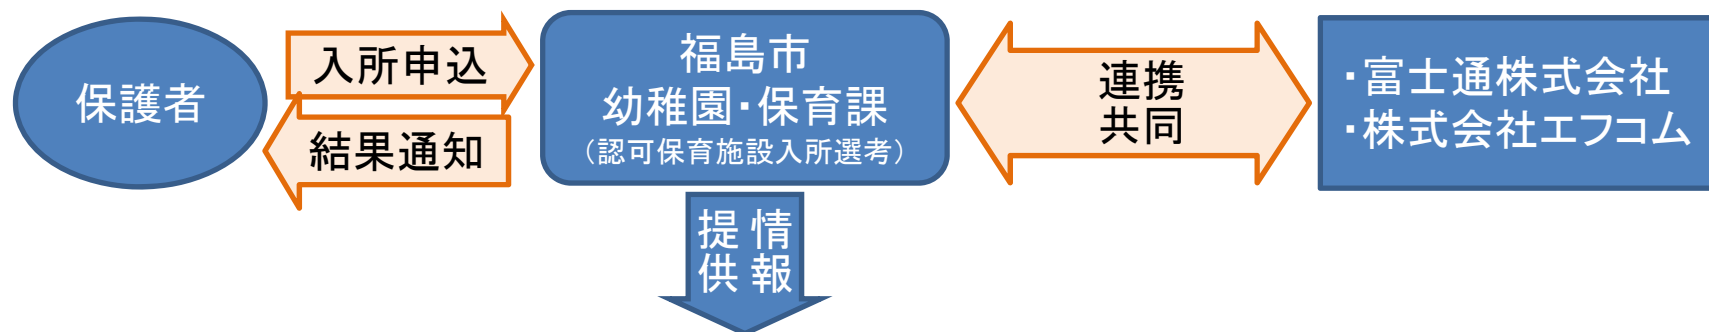 保護者
入所申込
結果通知
福島市
幼稚園・保育課
（認可保育施設入所選考）
連携
共同
・富士通株式会社
・株式会社エフコム
情報
提供